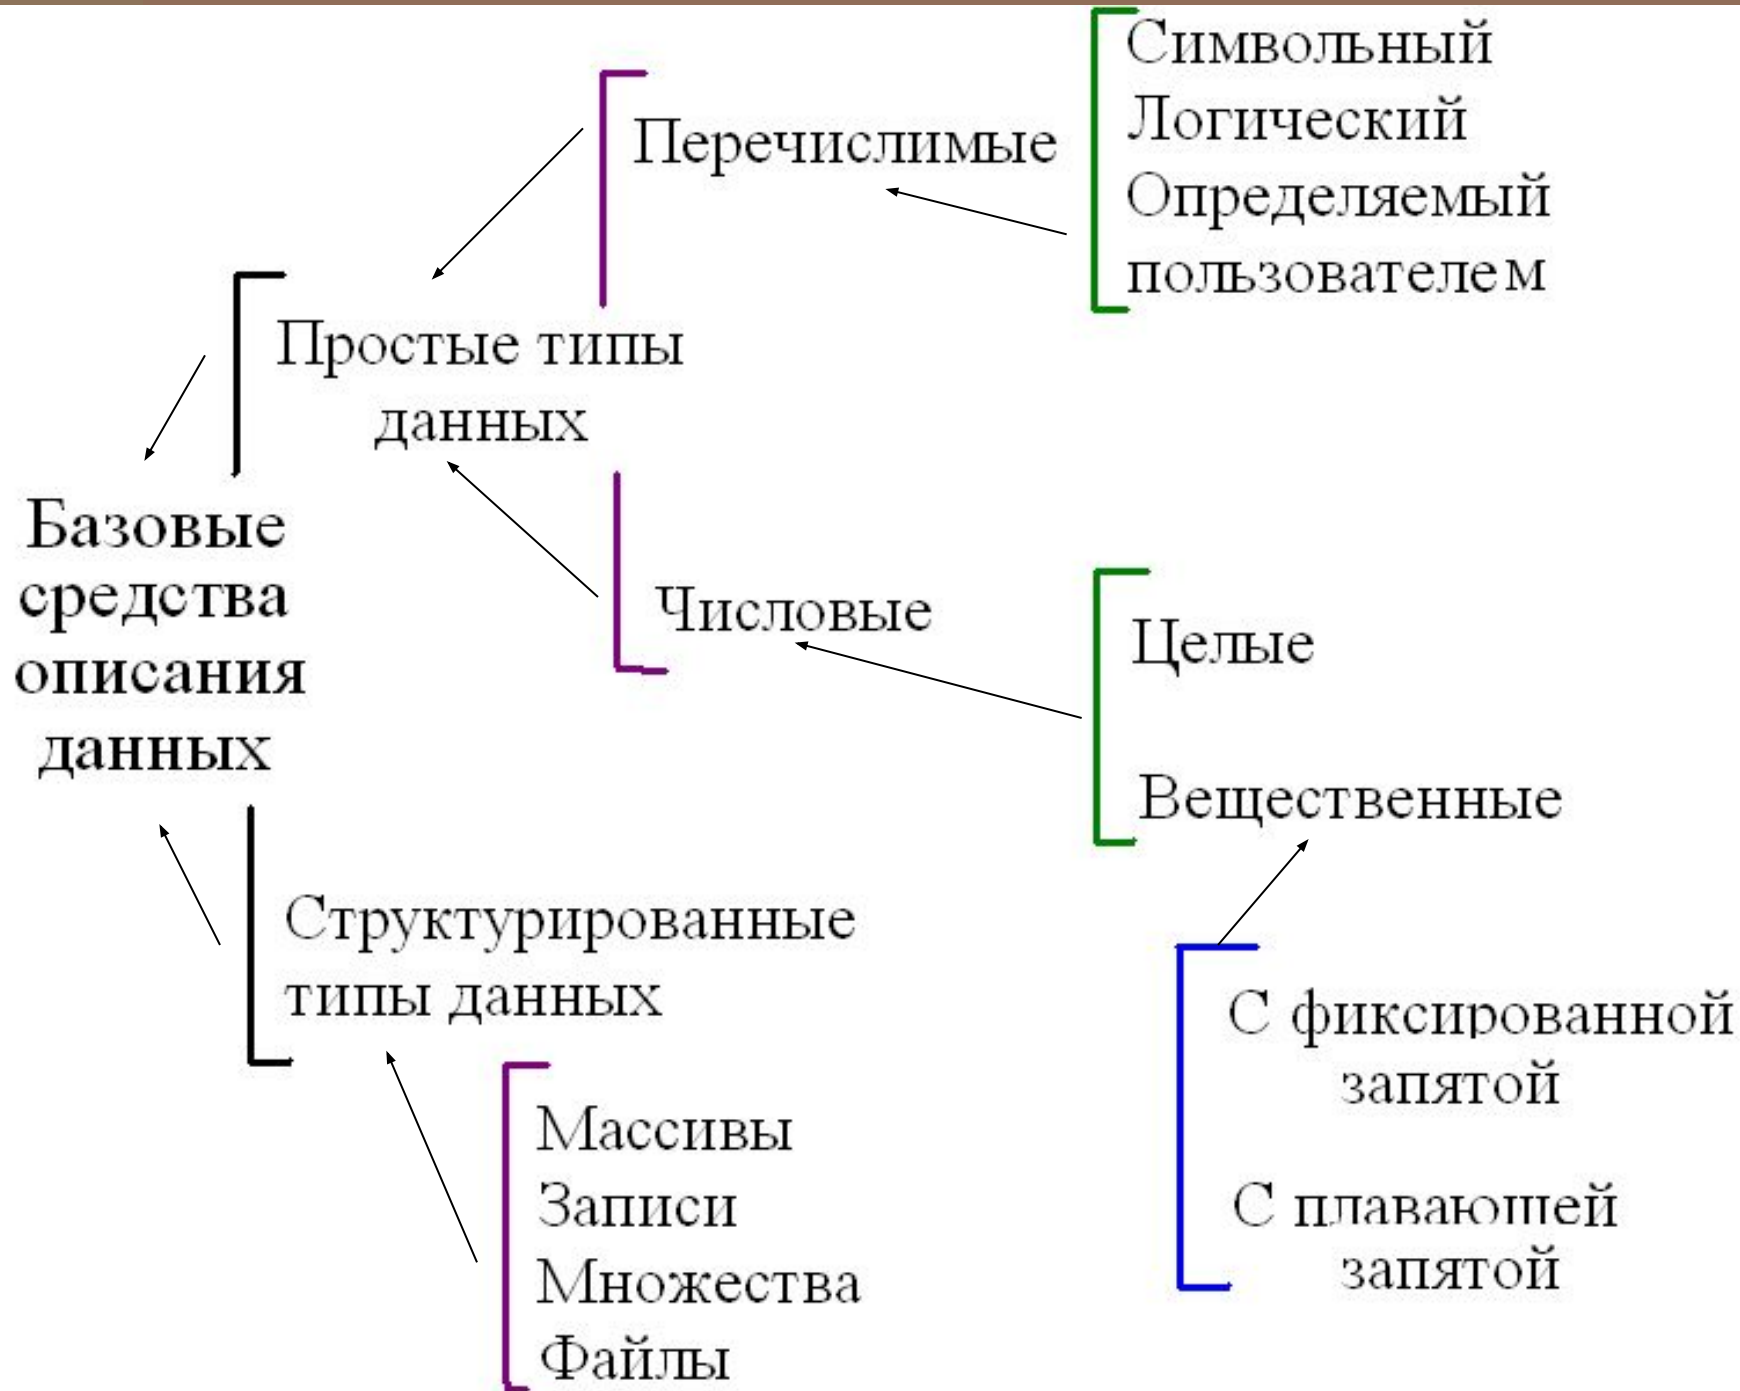 Символьный
Логический
Определяемый
пользователем
Перечислимые
Простые типы
данных
Базовые
средства
описания
данных
Числовые
Целые
Вещественные
Структурированные
типы данных
С фиксированной
запятой
С плавающей
запятой
Массивы
Записи
Множества
Файлы